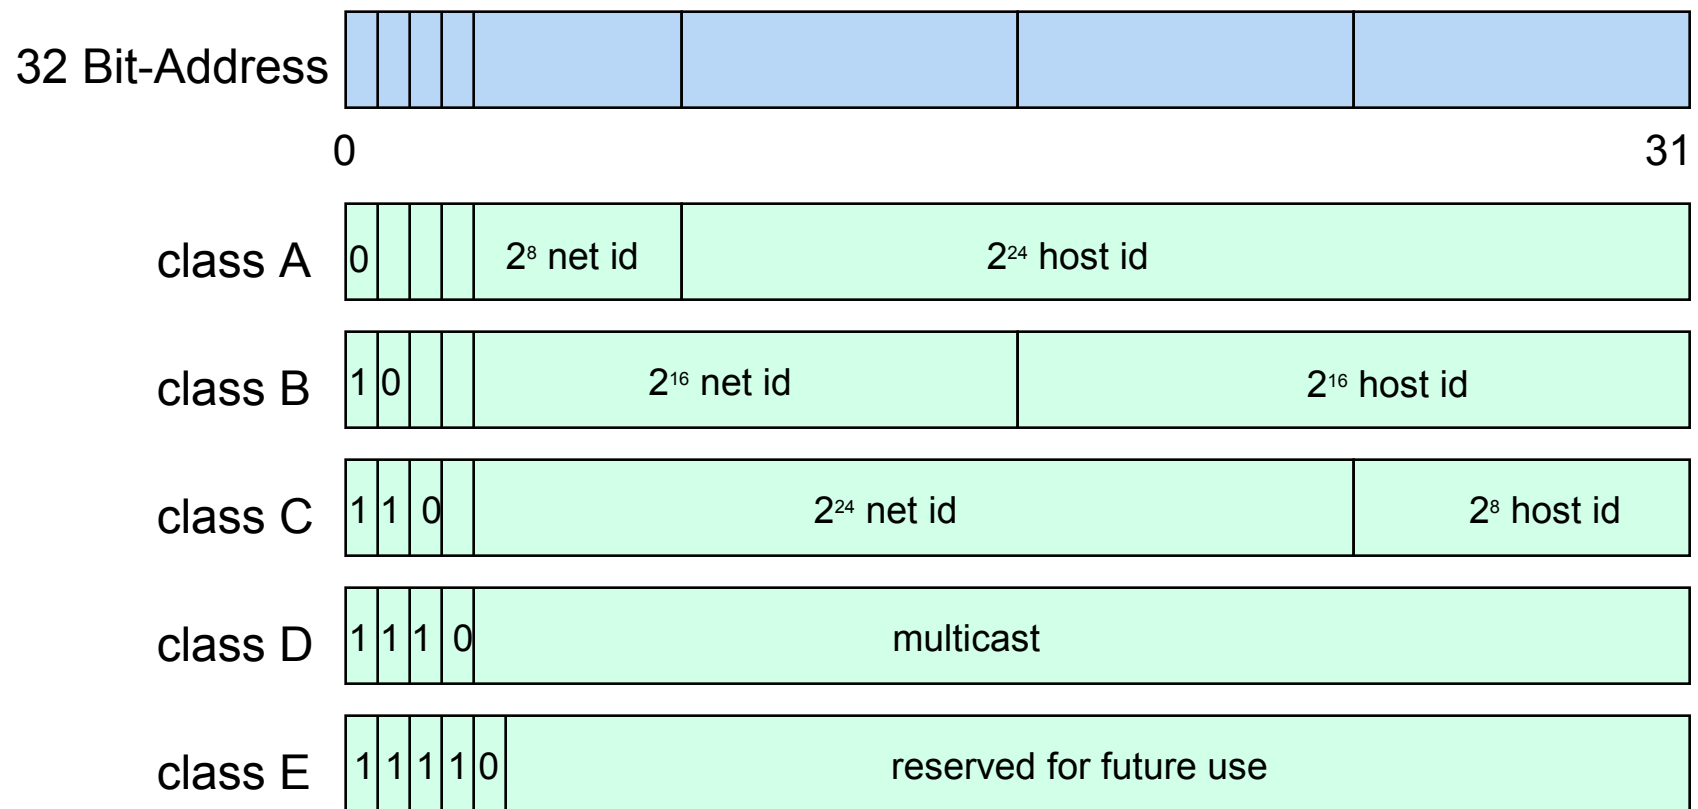 32 Bit-Address
0 31
class A 0 2⁸ net id 2²⁴ host id
class B 1 0 2¹⁶ net id 2¹⁶ host id
class C 1 1 0 2²⁴ net id 2⁸ host id
class D 1 1 1 0 multicast
class E 1 1 1 1 0 reserved for future use